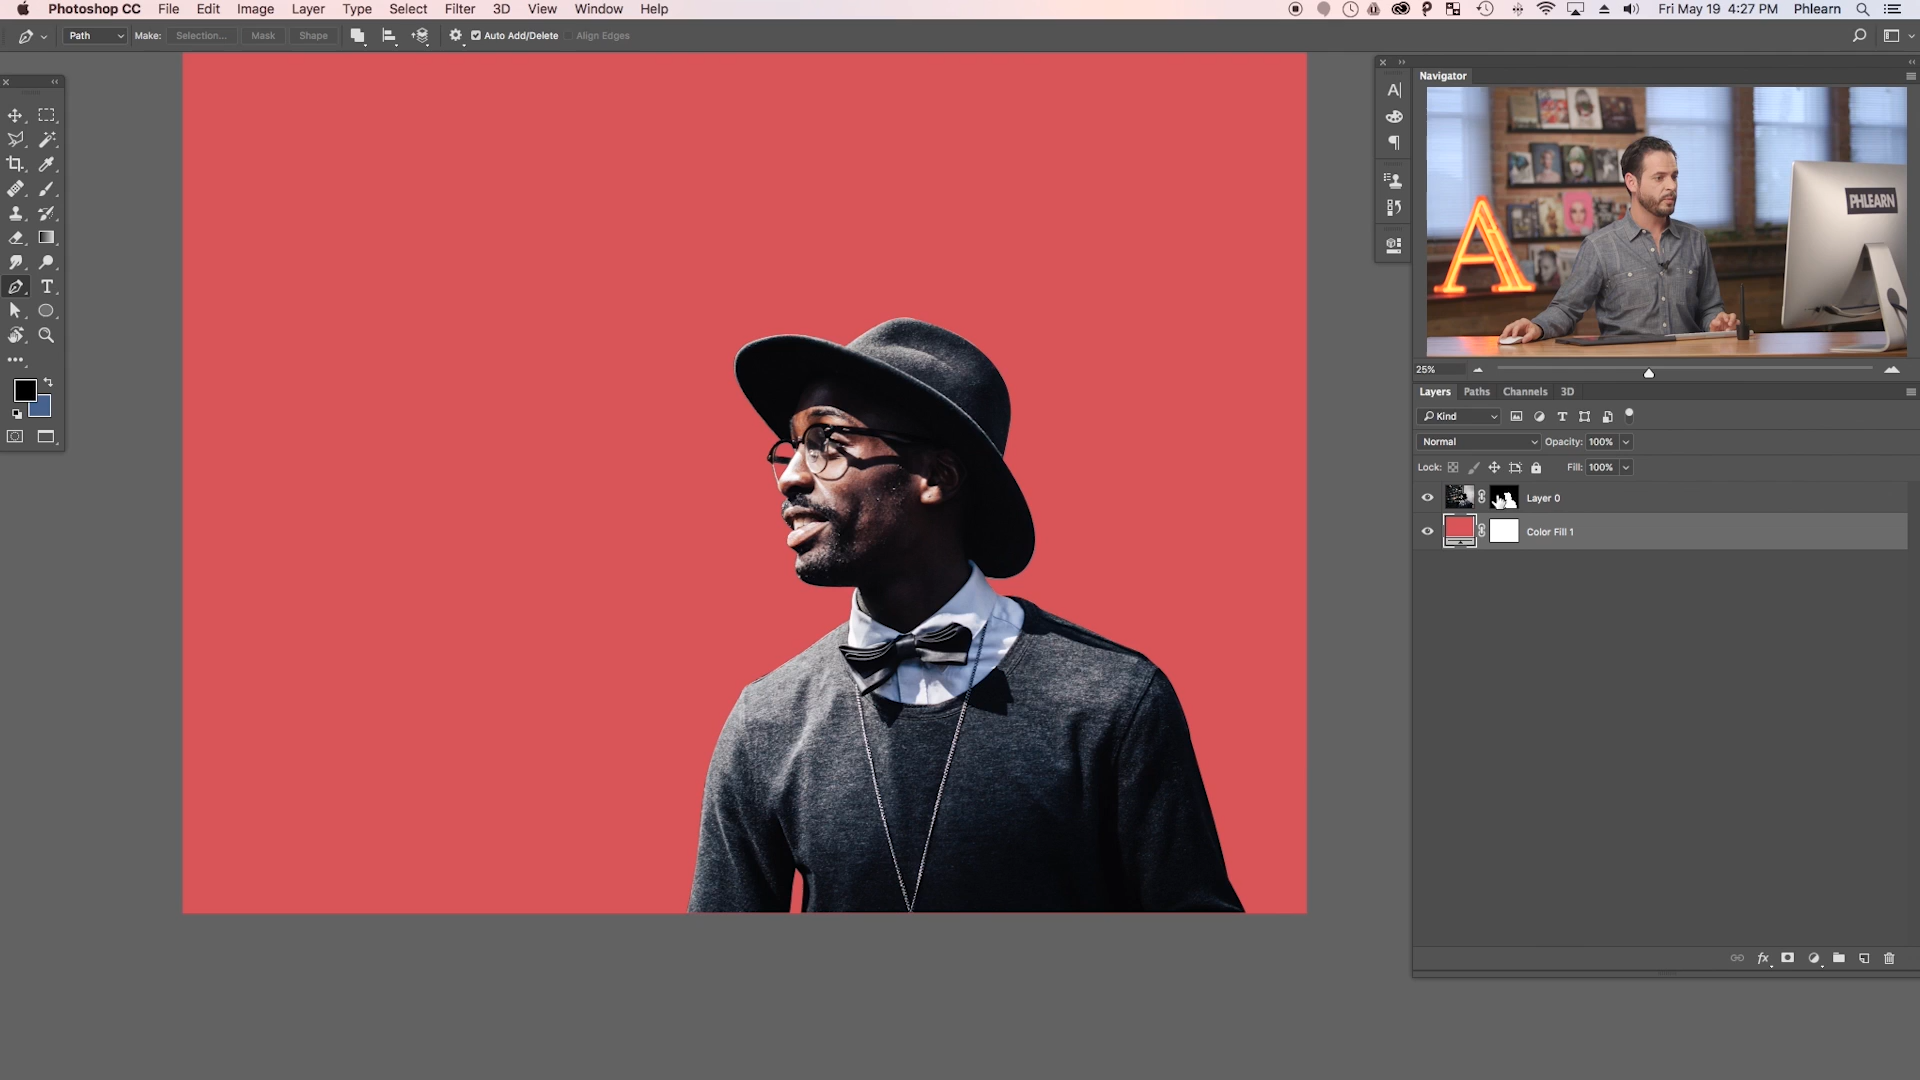 Photoshop CC File Edit Image Layer Type Select Filter 3D View Window Help Fri May 19 4:27 PM Phlearn
Path Make: Selection... Mask Shape Auto Add/Delete Align Edges
Navigator
A
PHLEARN
25%
Layers Paths Channels 3D
Kind
Normal Opacity: 100%
Lock: Fill: 100%
Layer 0
Color Fill 1
fx